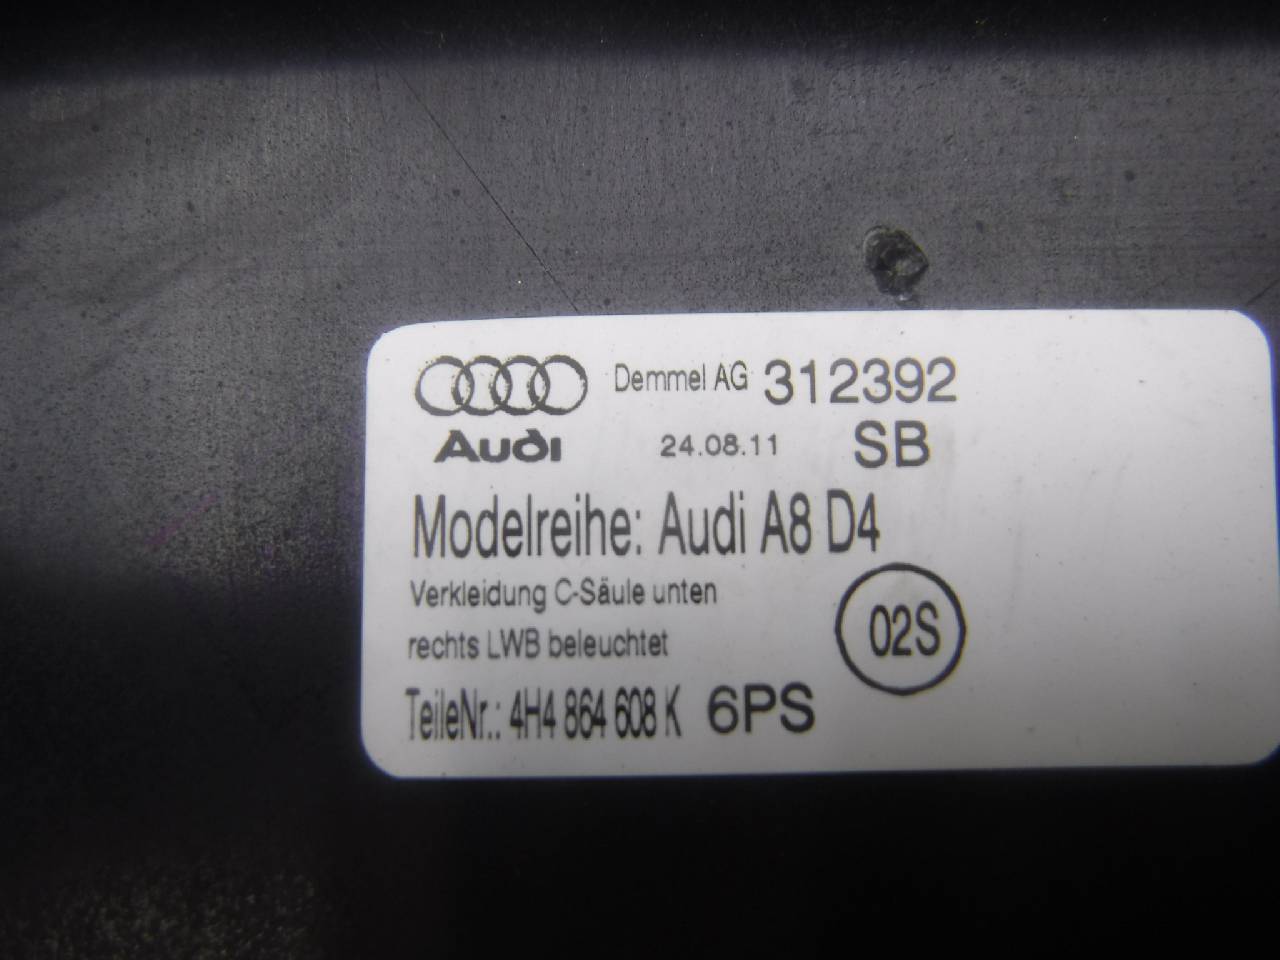 Demmel AG 312392
Audi 24.08.11 SB
Modelreihe: Audi A8 D4
Verkleidung C-Säule unten
rechts LWB beleuchtet
02S
TeileNr.: 4H4 864 608 K 6PS